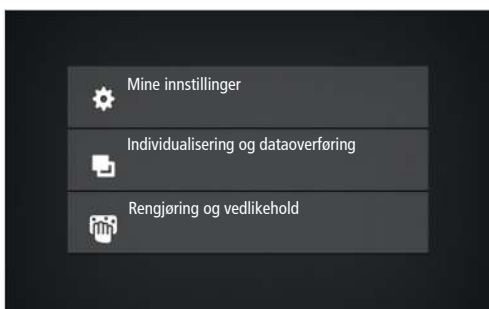 Mine innstillinger
Individualisering og dataoverføring
Rengjøring og vedlikehold